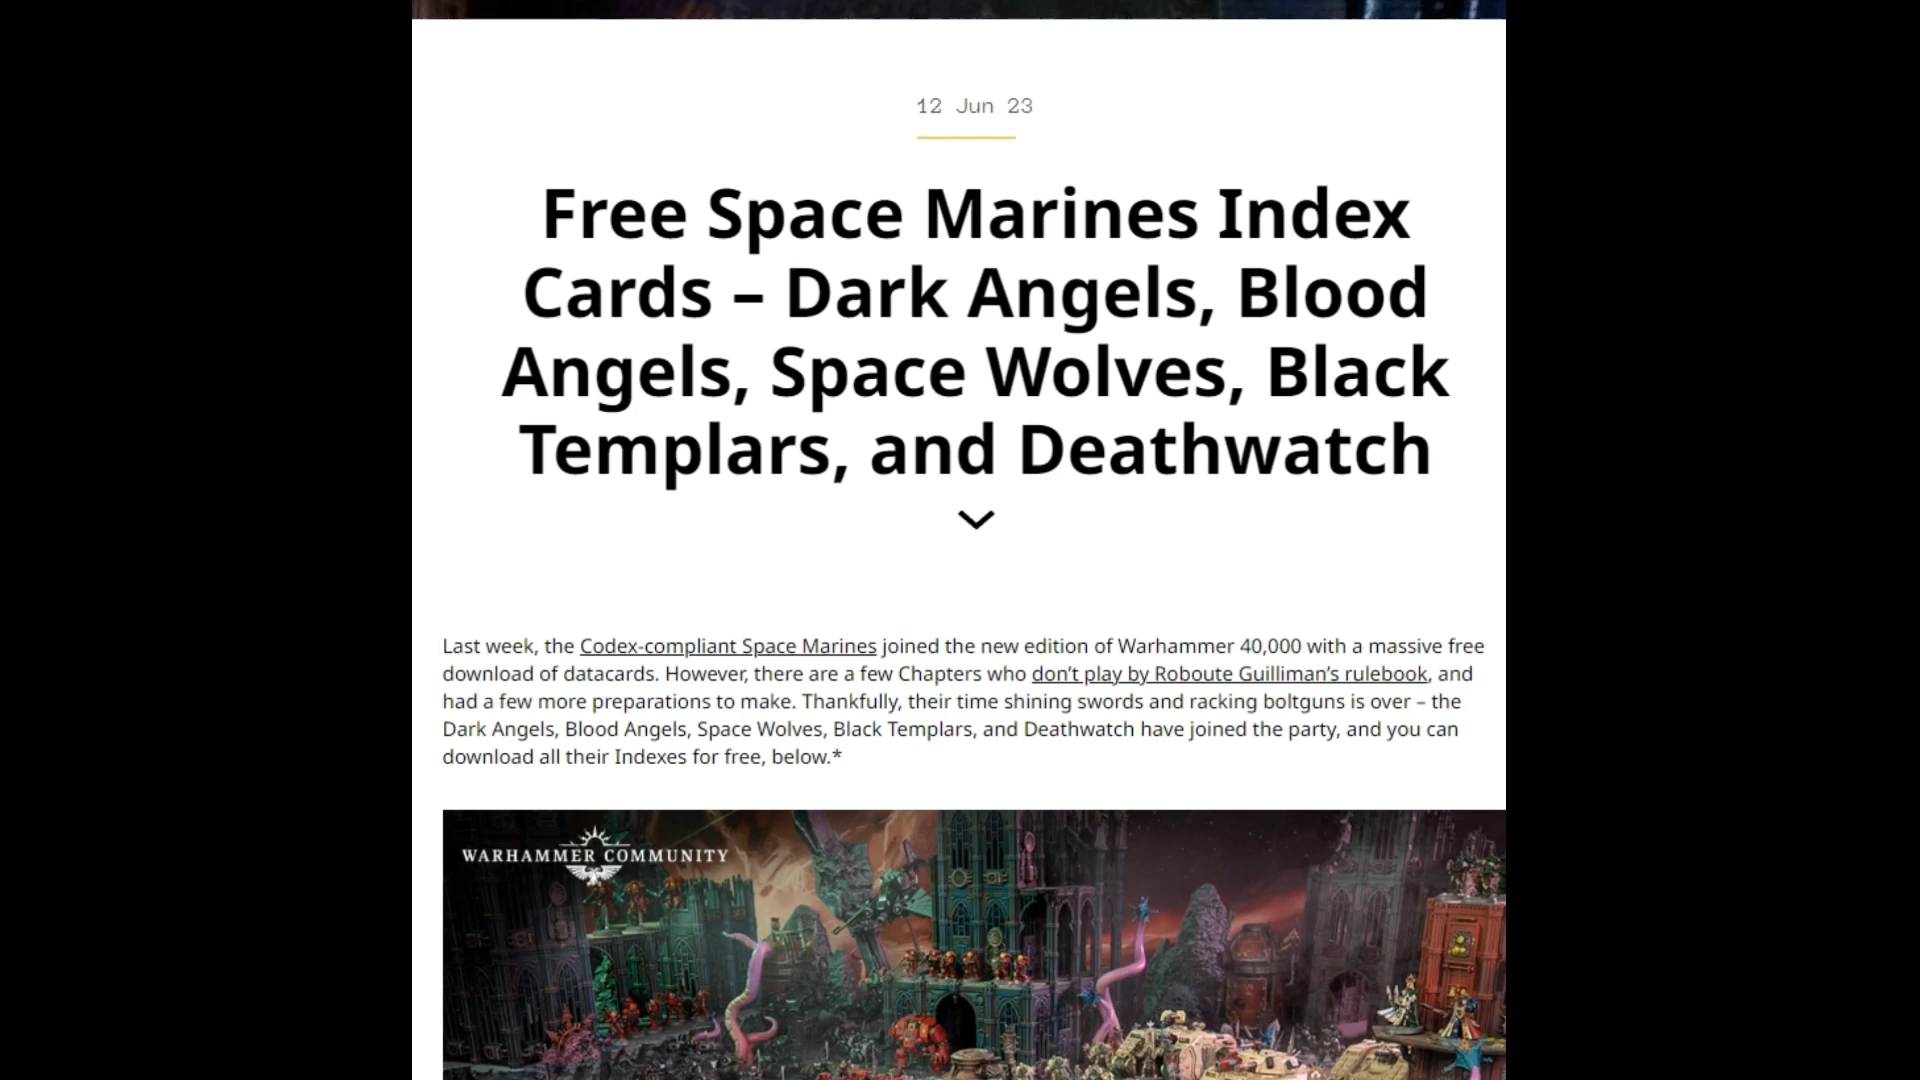 12 Jun 23
Free Space Marines Index
Cards – Dark Angels, Blood
Angels, Space Wolves, Black
Templars, and Deathwatch
Last week, the Codex-compliant Space Marines joined the new edition of Warhammer 40,000 with a massive free
download of datacards. However, there are a few Chapters who don’t play by Roboute Guilliman’s rulebook, and
had a few more preparations to make. Thankfully, their time shining swords and racking boltguns is over – the
Dark Angels, Blood Angels, Space Wolves, Black Templars, and Deathwatch have joined the party, and you can
download all their Indexes for free, below.*
WARHAMMER COMMUNITY